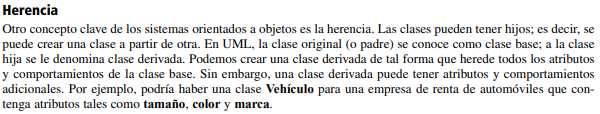 Herencia
Otro concepto clave de los sistemas orientados a objetos es la herencia. Las clases pueden tener hijos; es decir, se
puede crear una clase a partir de otra. En UML, la clase original (o padre) se conoce como clase base; a la clase
hija se le denomina clase derivada. Podemos crear una clase derivada de tal forma que herede todos los atributos
y comportamientos de la clase base. Sin embargo, una clase derivada puede tener atributos y comportamientos
adicionales. Por ejemplo, podría haber una clase Vehículo para una empresa de renta de automóviles que con-
tenga atributos tales como tamaño, color y marca.